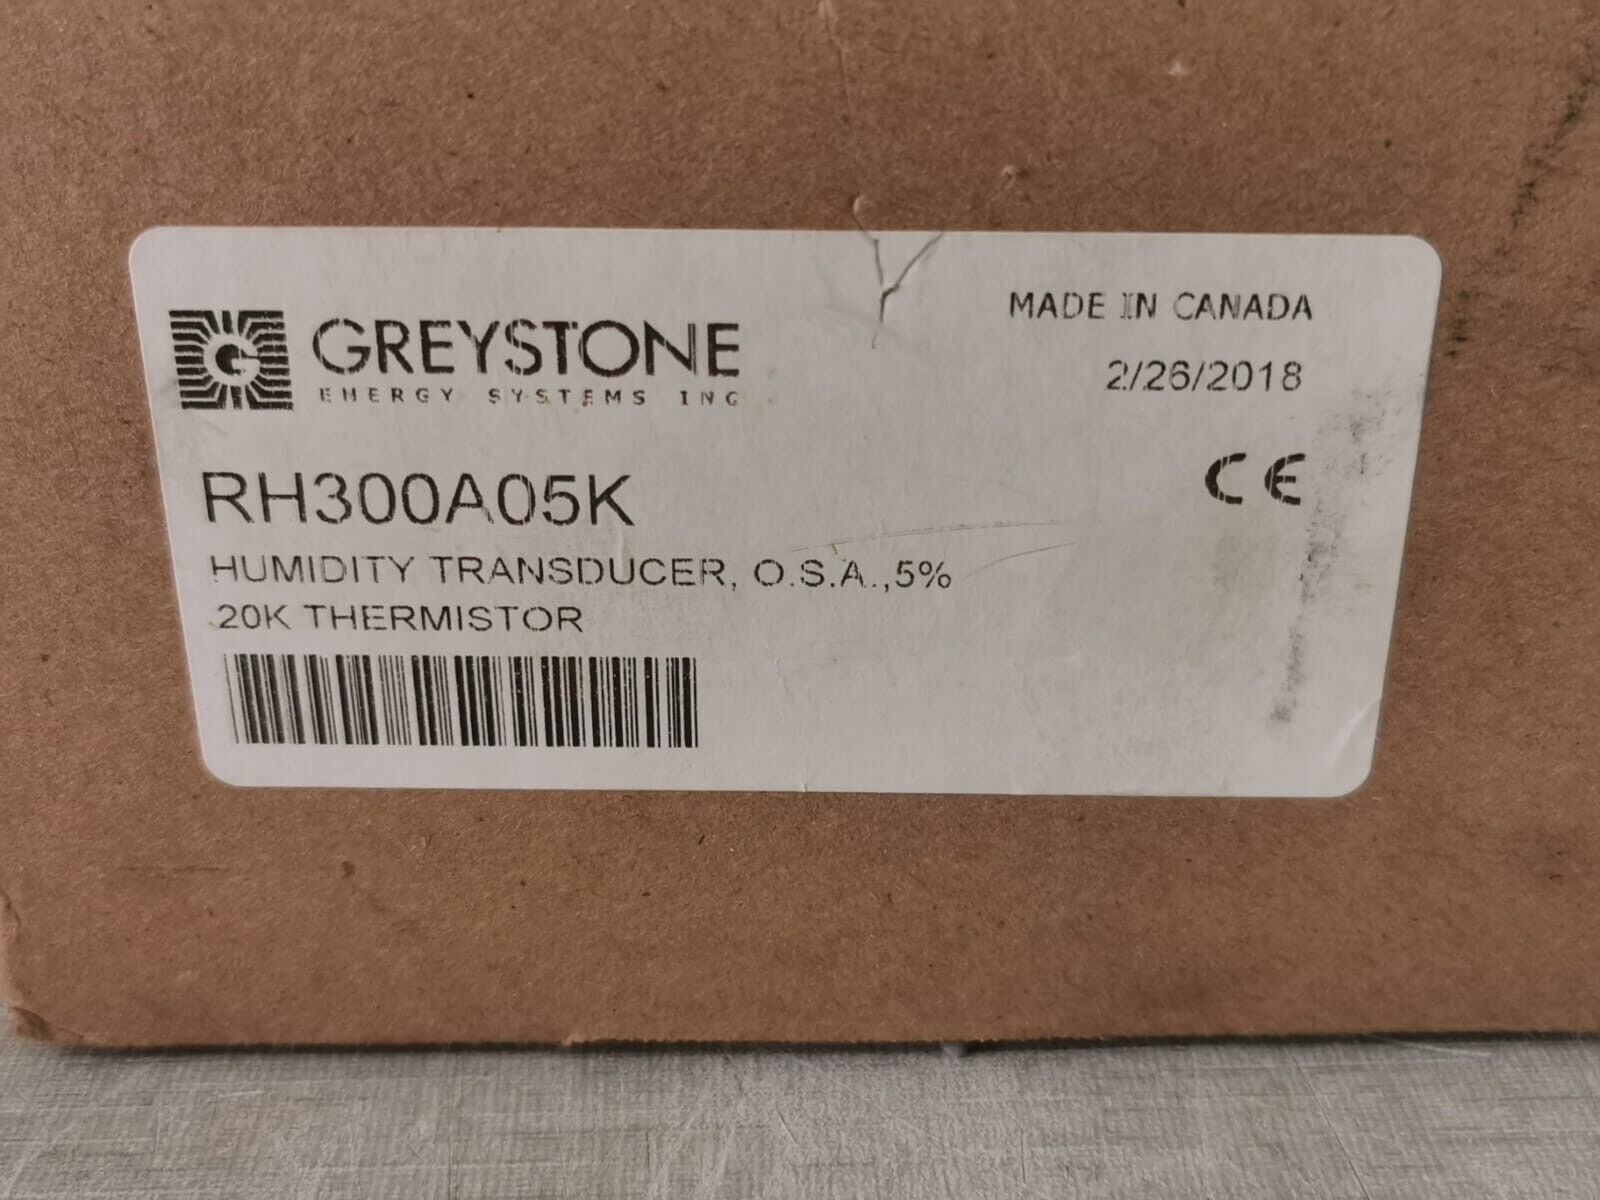 G GREYSTONE
ENERGY SYSTEMS INC
MADE IN CANADA
2/26/2018
CE
RH300A05K
HUMIDITY TRANSDUCER, O.S.A.,5%
20K THERMISTOR